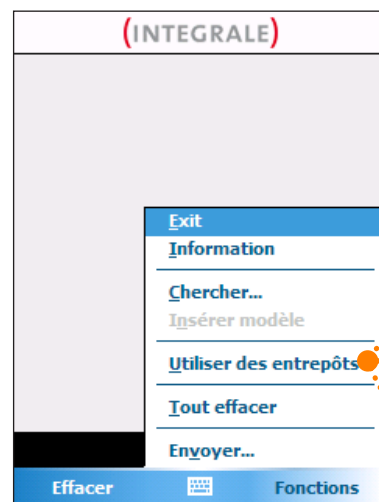 (INTEGRALE)
Exit
Information
Chercher...
Insérer modèle
Utiliser des entrepôts
Tout effacer
Envoyer...
Effacer
Fonctions